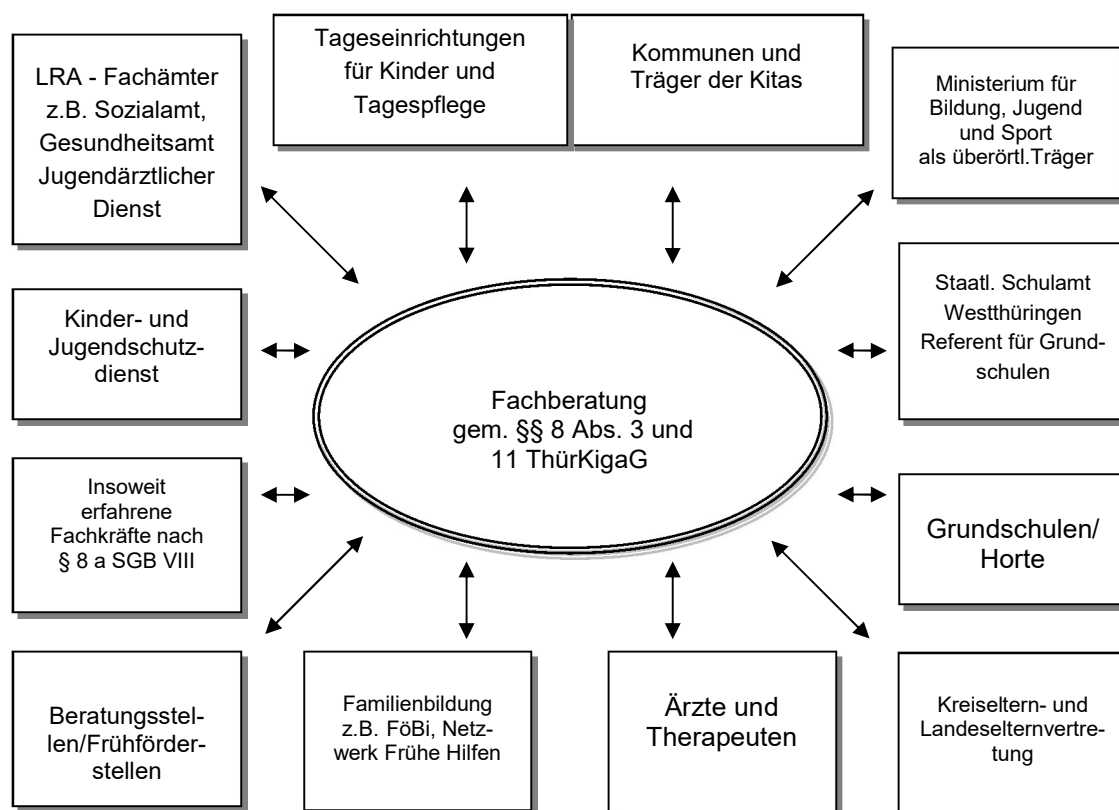 LRA - Fachämter
z.B. Sozialamt,
Gesundheitsamt
Jugendärztlicher
Dienst
Tageseinrichtungen
für Kinder und
Tagespflege
Kommunen und
Träger der Kitas
Ministerium für
Bildung, Jugend
und Sport
als überörtl.Träger
Kinder- und
Jugendschutz-
dienst
Staatl. Schulamt
Westthüringen
Referent für Grund-
schulen
Fachberatung
gem. §§ 8 Abs. 3 und
11 ThürKigaG
Insoweit
erfahrene
Fachkräfte nach
§ 8 a SGB VIII
Grundschulen/
Horte
Beratungsstel-
len/Frühförder-
stellen
Familienbildung
z.B. FöBi, Netz-
werk Frühe Hilfen
Ärzte und
Therapeuten
Kreiseltern- und
Landeselternvertre-
tung